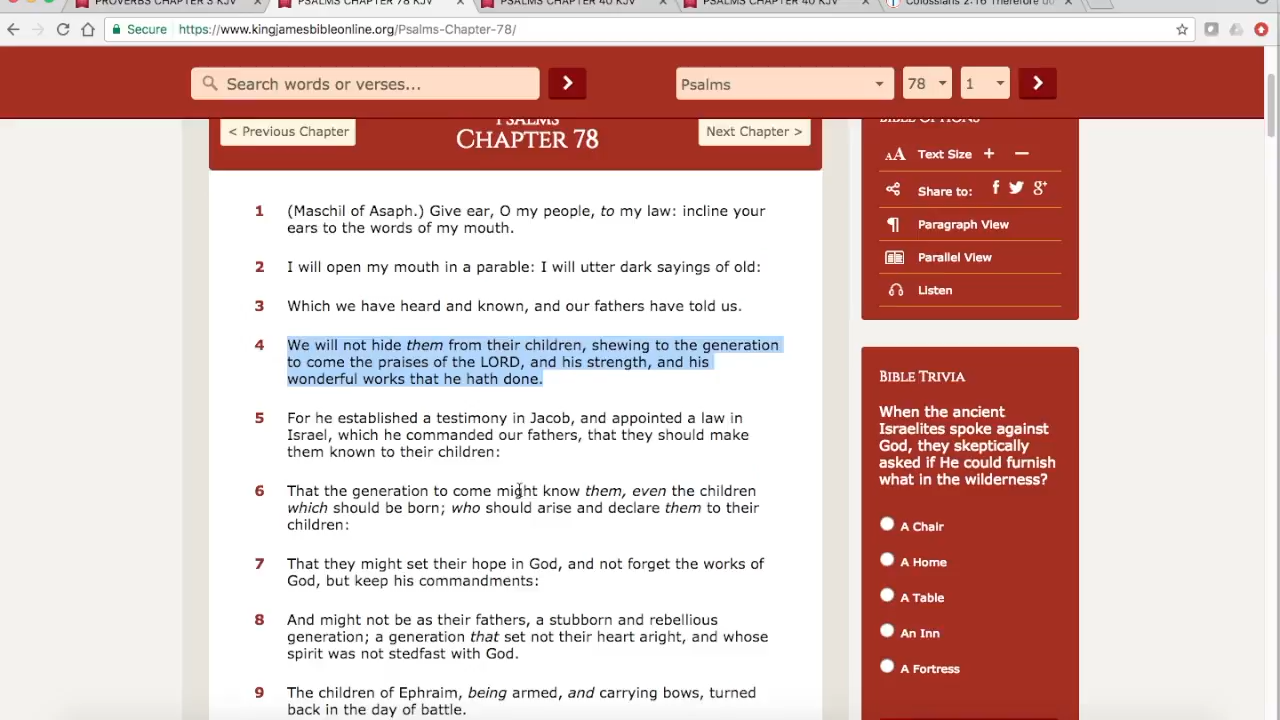 PROVERBS CHAPTER 3 KJV
PSALMS CHAPTER 78 KJV
PSALMS CHAPTER 40 KJV
PSALMS CHAPTER 40 KJV
Colossians 2:16 Therefore do
Secure
https://www.kingjamesbibleonline.org/Psalms-Chapter-78/
Search words or verses...
Psalms
78
1
< Previous Chapter
PSALMS
CHAPTER 78
Next Chapter >
1 (Maschil of Asaph.) Give ear, O my people, to my law: incline your
ears to the words of my mouth.
2 I will open my mouth in a parable: I will utter dark sayings of old:
3 Which we have heard and known, and our fathers have told us.
4 We will not hide them from their children, shewing to the generation
to come the praises of the LORD, and his strength, and his
wonderful works that he hath done.
5 For he established a testimony in Jacob, and appointed a law in
Israel, which he commanded our fathers, that they should make
them known to their children:
6 That the generation to come might know them, even the children
which should be born; who should arise and declare them to their
children:
7 That they might set their hope in God, and not forget the works of
God, but keep his commandments:
8 And might not be as their fathers, a stubborn and rebellious
generation; a generation that set not their heart aright, and whose
spirit was not stedfast with God.
9 The children of Ephraim, being armed, and carrying bows, turned
back in the day of battle.
BIBLE OPTIONS
AA Text Size + −
Share to: f g+
¶ Paragraph View
Parallel View
Listen
BIBLE TRIVIA
When the ancient
Israelites spoke against
God, they skeptically
asked if He could furnish
what in the wilderness?
A Chair
A Home
A Table
An Inn
A Fortress